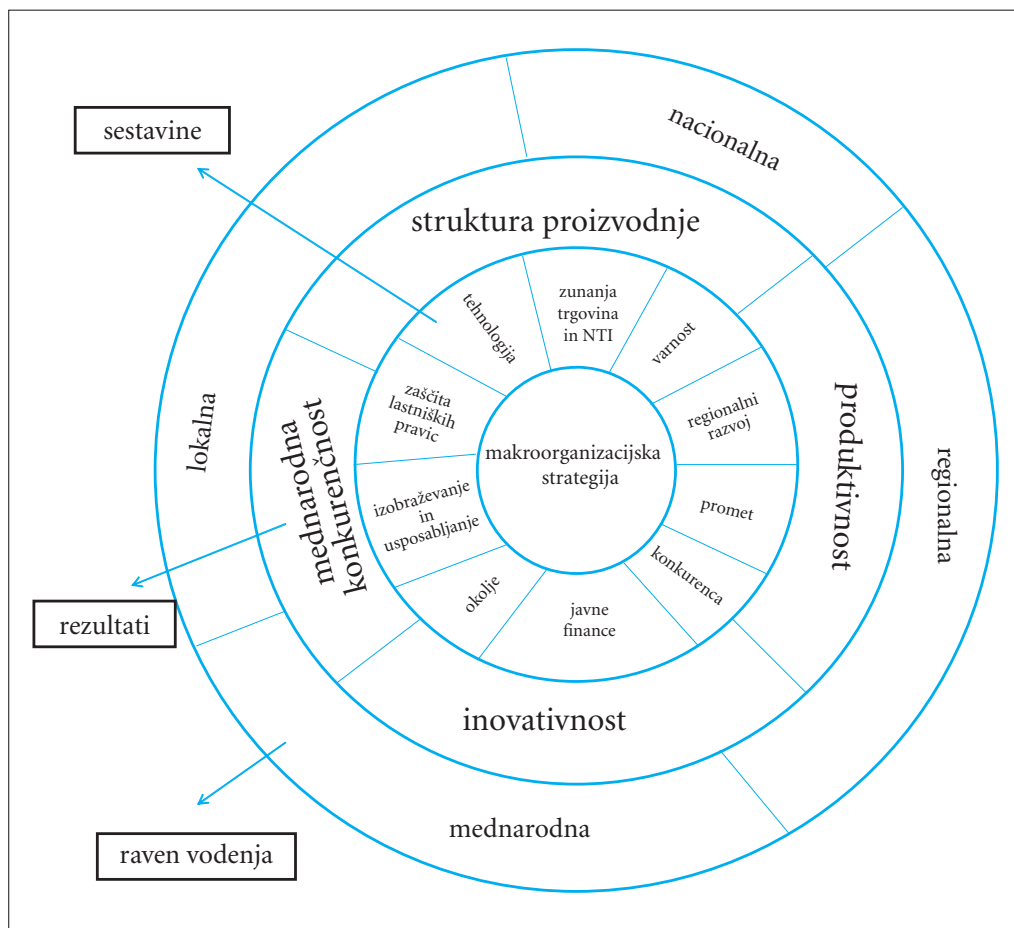 nacionalna
sestavine
struktura proizvodnje
zunanja
trgovina
in NTI
tehnologija
varnost
zaščita
lastniških
pravic
regionalni
razvoj
lokalna
mednarodna
konkurenčnost
makroorganizacijska
strategija
produktivnost
regionalna
izobraževanje
in
usposabljanje
promet
konkurenca
okolje
javne
finance
rezultati
inovativnost
mednarodna
raven vodenja